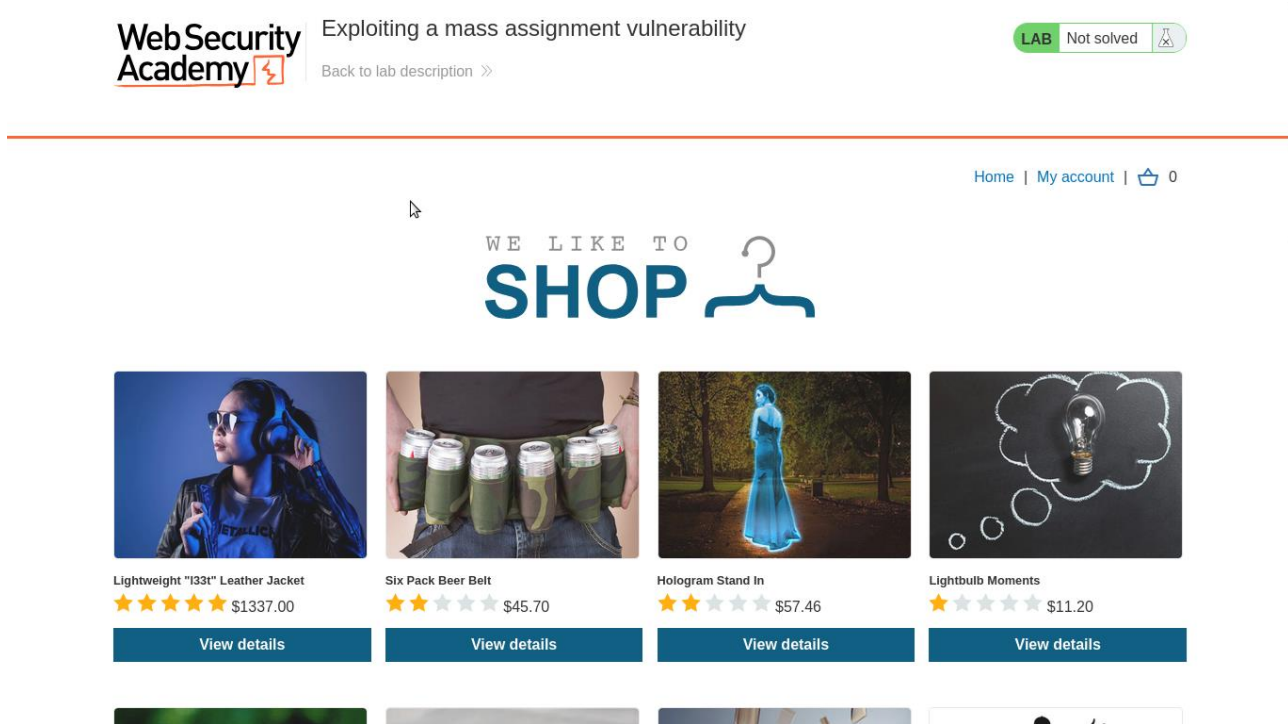 Web Security
Academy
Exploiting a mass assignment vulnerability
Back to lab description
LAB Not solved
Home | My account | 0
WE LIKE TO
SHOP
Lightweight "l33t" Leather Jacket
$1337.00
View details
Six Pack Beer Belt
$45.70
View details
Hologram Stand In
$57.46
View details
Lightbulb Moments
$11.20
View details